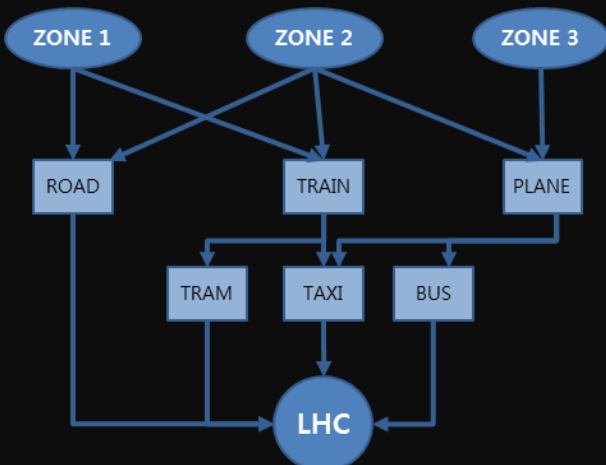 ZONE 1
ZONE 2
ZONE 3
ROAD
TRAIN
PLANE
TRAM
TAXI
BUS
LHC